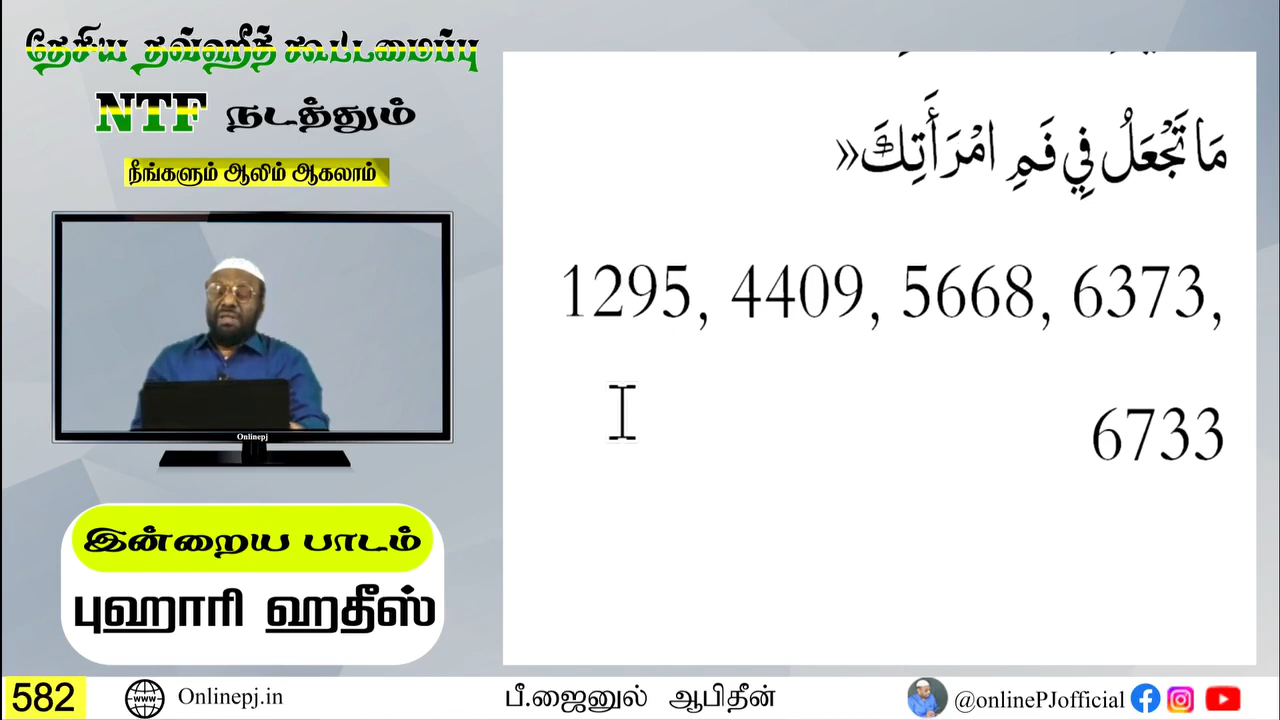 தேசிய தவ்ஹீத் கூட்டமைப்பு
NTF நடத்தும்
நீங்களும் ஆலிம் ஆகலாம்
Onlinepj
இன்றைய பாடம்
புஹாரி ஹதீஸ்
مَا تَجْعَلُ فِي فَمِ امْرَأَتِكَ»
1295, 4409, 5668, 6373,
6733
582
WWW
Onlinepj.in
பீ.ஜைனுல் ஆபிதீன்
@onlinePJofficial